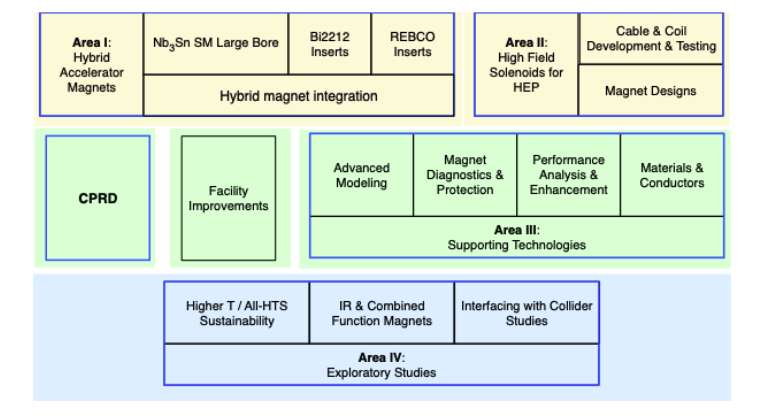 Area I:
Hybrid
Accelerator
Magnets
Nb₃Sn SM Large Bore
Bi2212
Inserts
REBCO
Inserts
Hybrid magnet integration
Area II:
High Field
Solenoids for
HEP
Cable & Coil
Development & Testing
Magnet Designs
CPRD
Facility
Improvements
Advanced
Modeling
Magnet
Diagnostics &
Protection
Performance
Analysis &
Enhancement
Materials &
Conductors
Area III:
Supporting Technologies
Higher T / All-HTS
Sustainability
IR & Combined
Function Magnets
Interfacing with Collider
Studies
Area IV:
Exploratory Studies